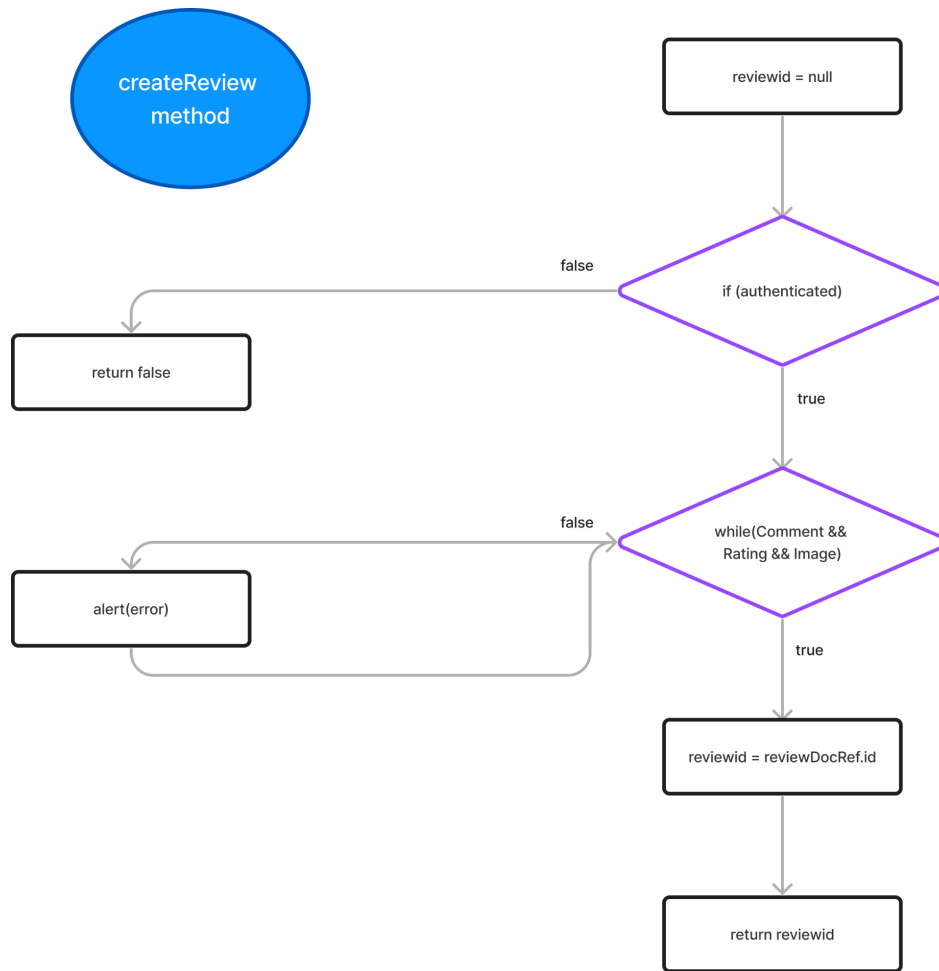 createReview
method
reviewid = null
false
if (authenticated)
return false
true
false
while(Comment &&
Rating && Image)
alert(error)
true
reviewid = reviewDocRef.id
return reviewid